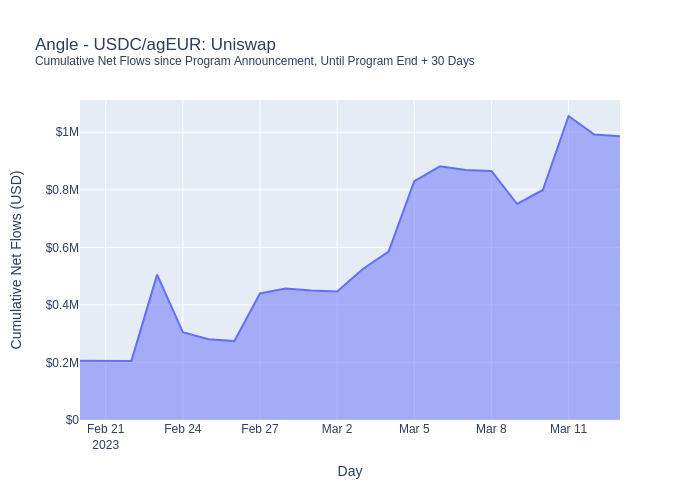 Angle - USDC/agEUR: Uniswap
Cumulative Net Flows since Program Announcement, Until Program End + 30 Days
Cumulative Net Flows (USD)
$1M
$0.8M
$0.6M
$0.4M
$0.2M
$0
Feb 21 Feb 24 Feb 27 Mar 2 Mar 5 Mar 8 Mar 11
2023
Day